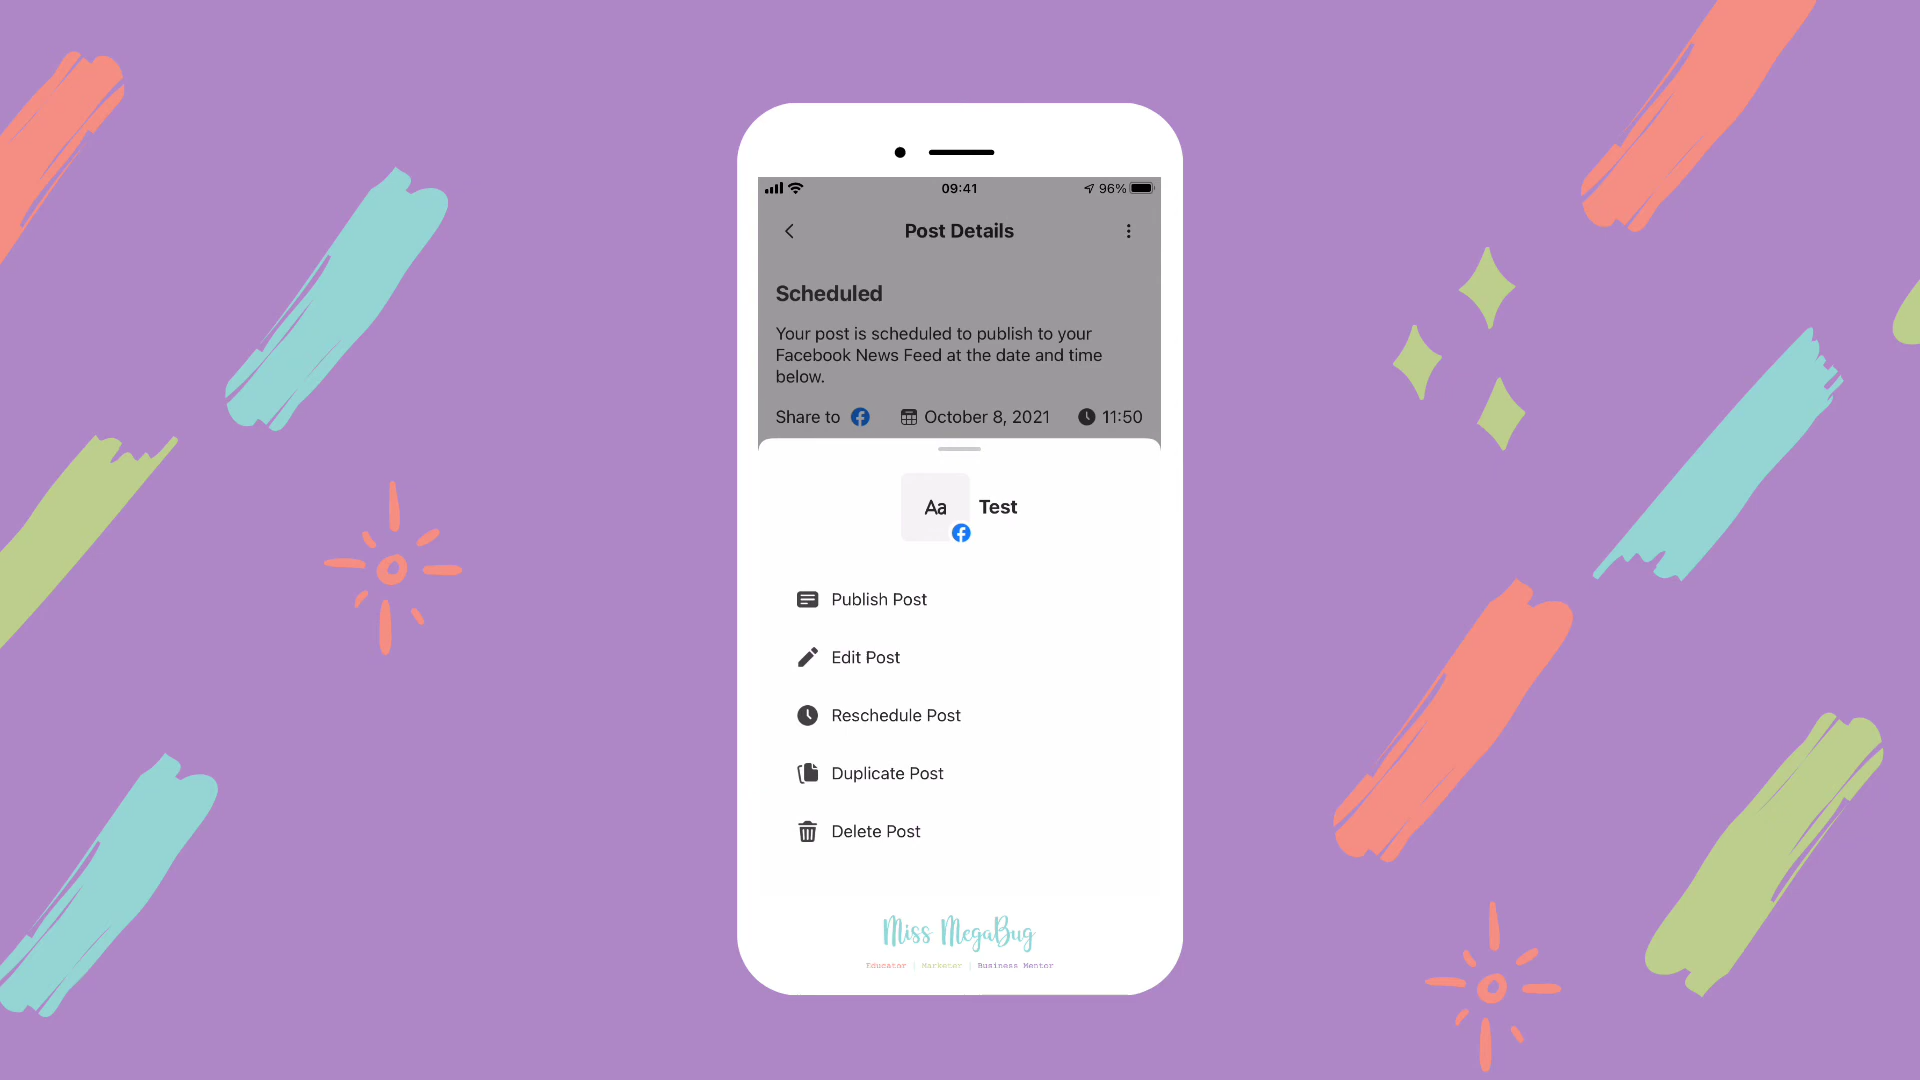 09:41
96%
Post Details
Scheduled
Your post is scheduled to publish to your
Facebook News Feed at the date and time
below.
Share to October 8, 2021 11:50
Aa Test
Publish Post
Edit Post
Reschedule Post
Duplicate Post
Delete Post
Miss MegaBug
Educator | Marketer | Business Mentor